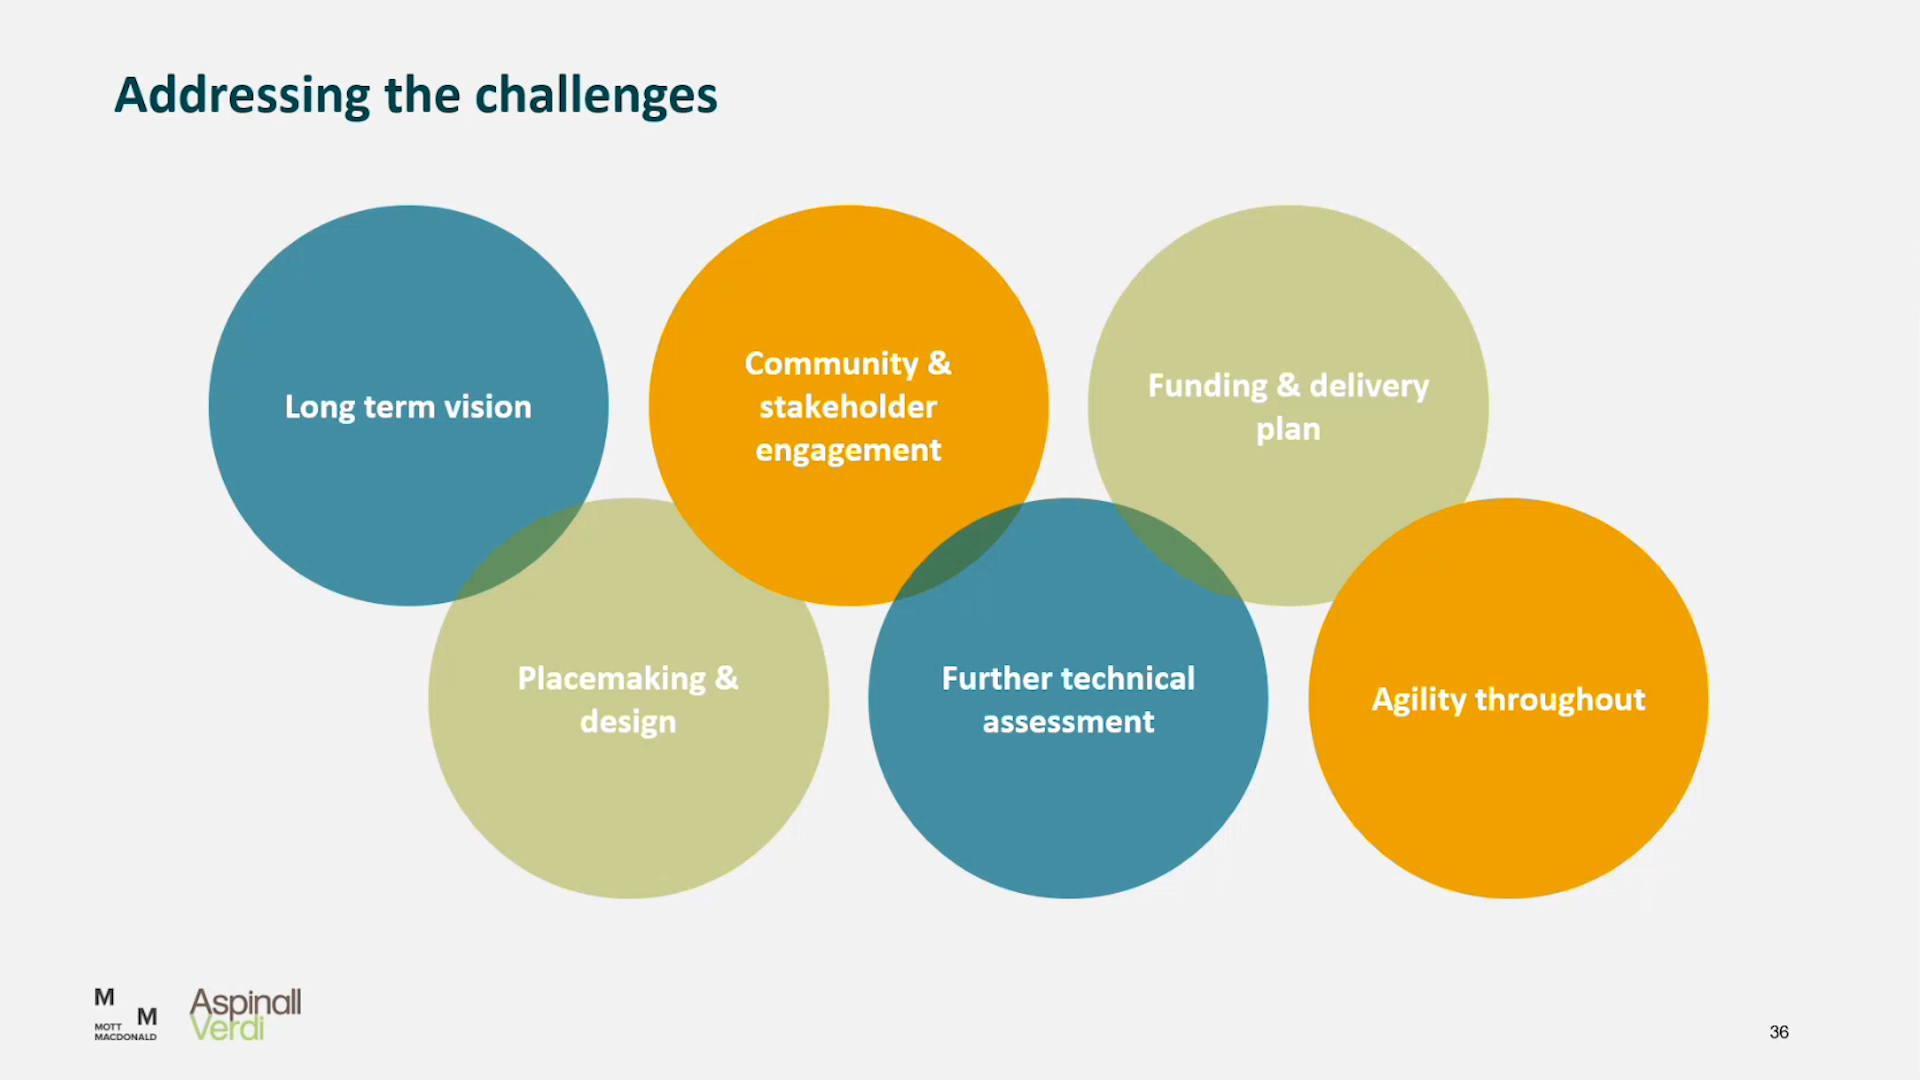 Addressing the challenges
Long term vision
Community &
stakeholder
engagement
Funding & delivery
plan
Placemaking &
design
Further technical
assessment
Agility throughout
M
M
MOTT
MACDONALD
Aspinall
Verdi
36